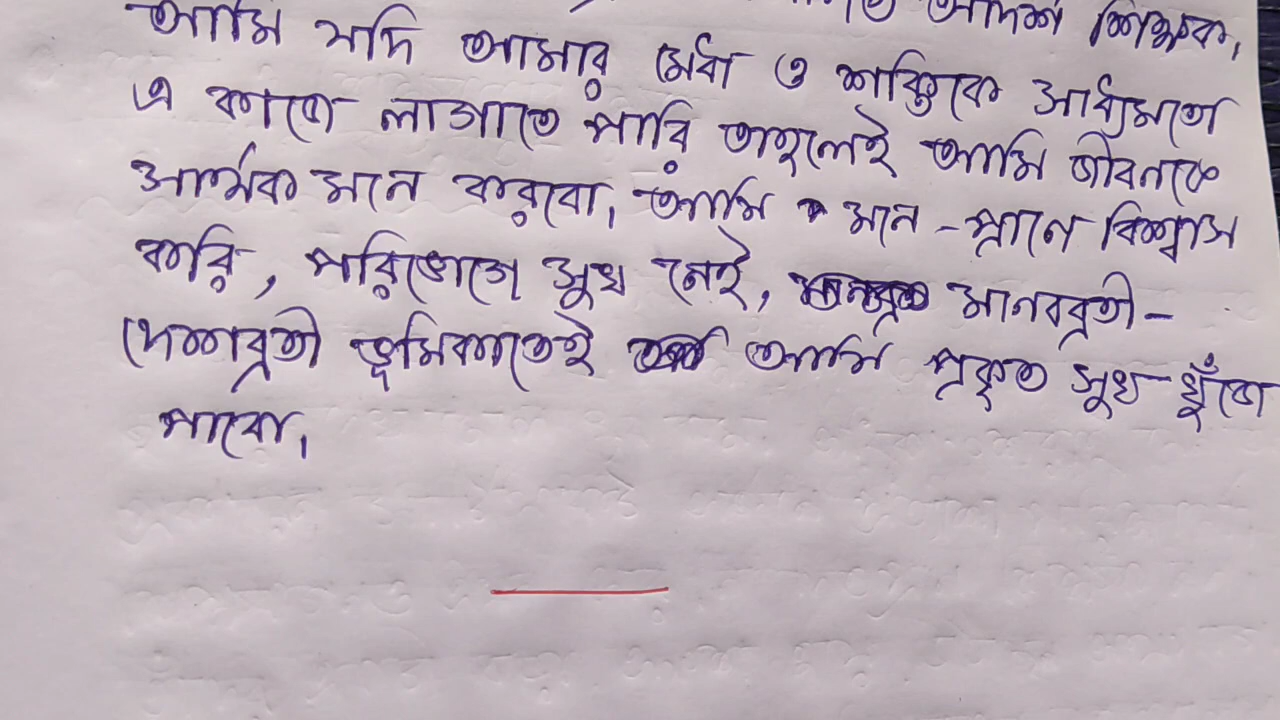 আদর্শ শিক্ষক।
আমি যদি আমার মেধা ও শক্তিকে সাধ্যমতো
এ কাজে লাগাতে পারি তাহলেই আমি জীবনকে
সার্থক মনে করবো। আমি মনে-প্রাণে বিশ্বাস
করি, পরিভোগে সুখ নেই, মানবব্রতী-
দেশব্রতী ভূমিকাতেই আমি প্রকৃত সুখ খুঁজে
পাবো।